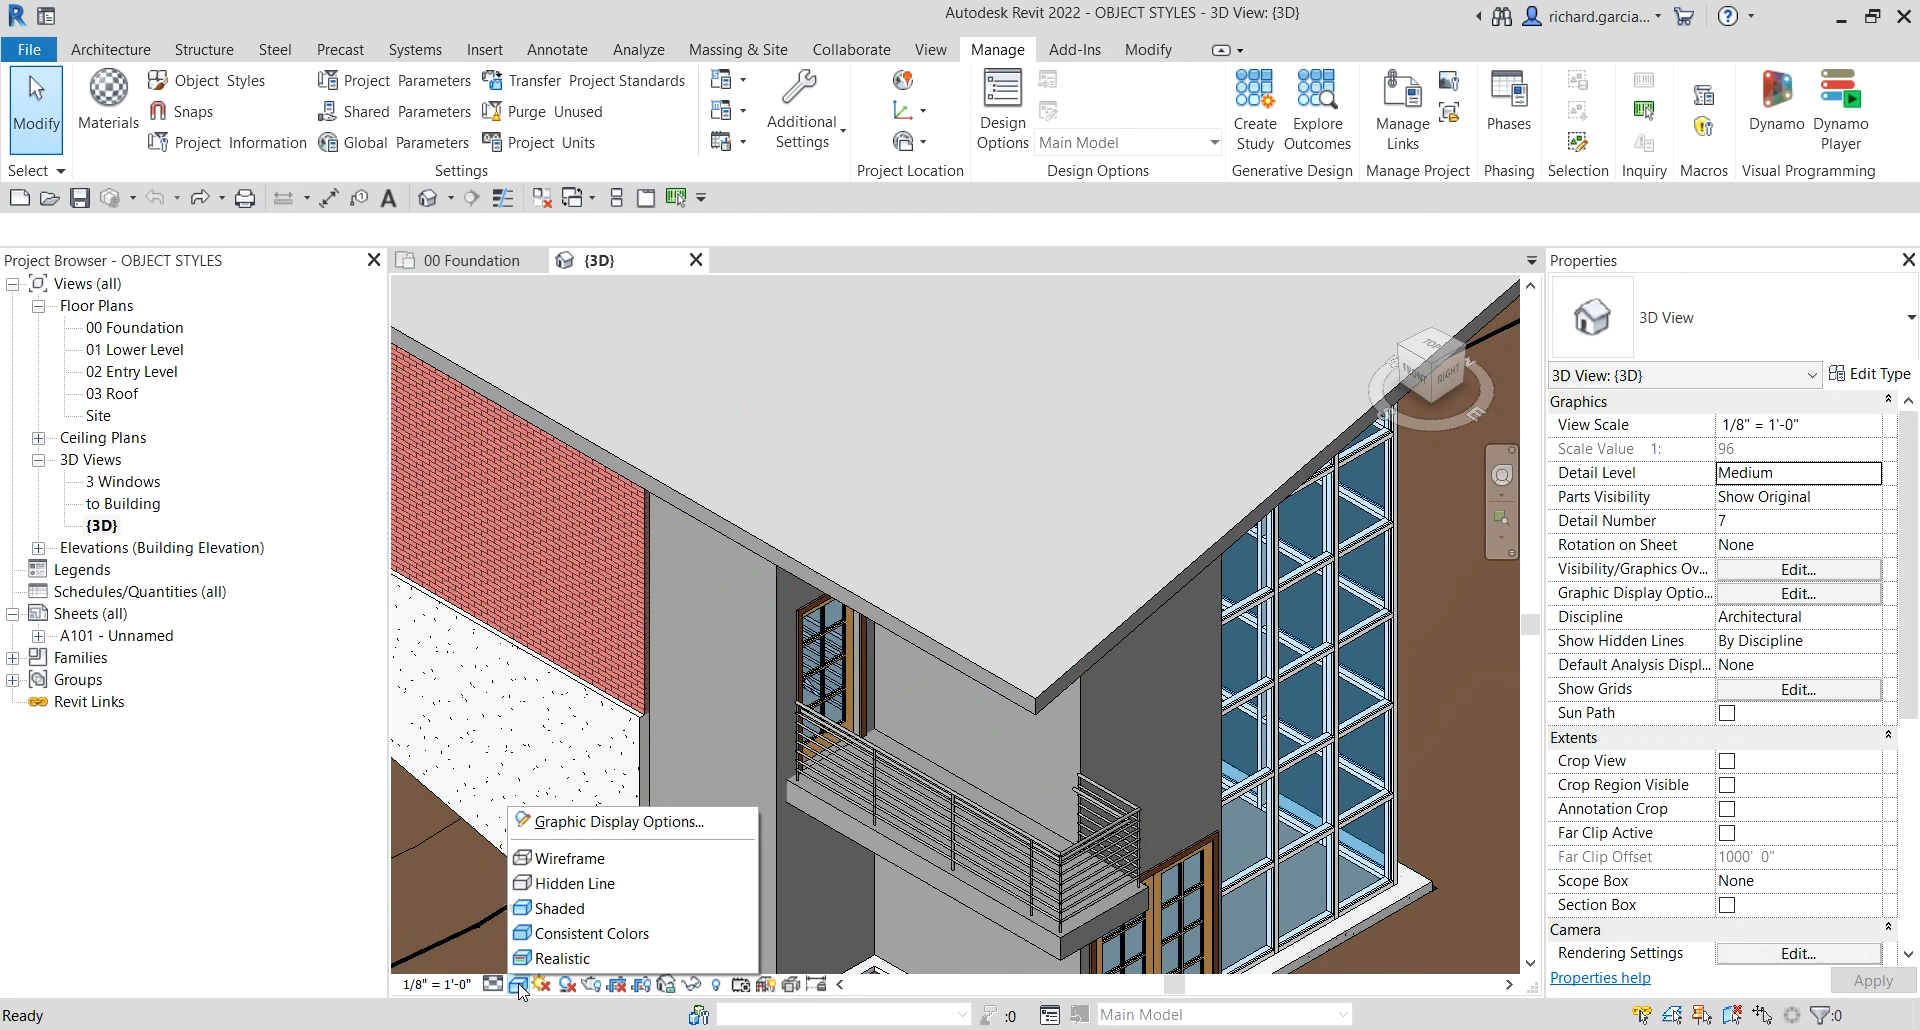 Autodesk Revit 2022 - OBJECT STYLES - 3D View: {3D}
richard.garcia...
File Architecture Structure Steel Precast Systems Insert Annotate Analyze Massing & Site Collaborate View Manage Add-Ins Modify
Modify
Select
Materials
Object Styles
Snaps
Project Information
Project Parameters
Shared Parameters
Global Parameters
Transfer Project Standards
Purge Unused
Project Units
Settings
Additional
Settings
Project Location
Design
Options
Main Model
Design Options
Create
Study
Explore
Outcomes
Generative Design
Manage
Links
Manage Project
Phases
Phasing
Selection
Inquiry
Macros
Dynamo
Dynamo
Player
Visual Programming
Project Browser - OBJECT STYLES
Views (all)
Floor Plans
00 Foundation
01 Lower Level
02 Entry Level
03 Roof
Site
Ceiling Plans
3D Views
3 Windows
to Building
{3D}
Elevations (Building Elevation)
Legends
Schedules/Quantities (all)
Sheets (all)
A101 - Unnamed
Families
Groups
Revit Links
00 Foundation
{3D}
TOP
FRONT
RIGHT
E
Graphic Display Options...
Wireframe
Hidden Line
Shaded
Consistent Colors
Realistic
1/8" = 1'-0"
Properties
3D View
3D View: {3D}
Edit Type
Graphics
View Scale 1/8" = 1'-0"
Scale Value 1: 96
Detail Level Medium
Parts Visibility Show Original
Detail Number 7
Rotation on Sheet None
Visibility/Graphics Ov... Edit...
Graphic Display Optio... Edit...
Discipline Architectural
Show Hidden Lines By Discipline
Default Analysis Displ... None
Show Grids Edit...
Sun Path
Extents
Crop View
Crop Region Visible
Annotation Crop
Far Clip Active
Far Clip Offset 1000' 0"
Scope Box None
Section Box
Camera
Rendering Settings Edit...
Properties help
Apply
Ready
:0
Main Model
:0